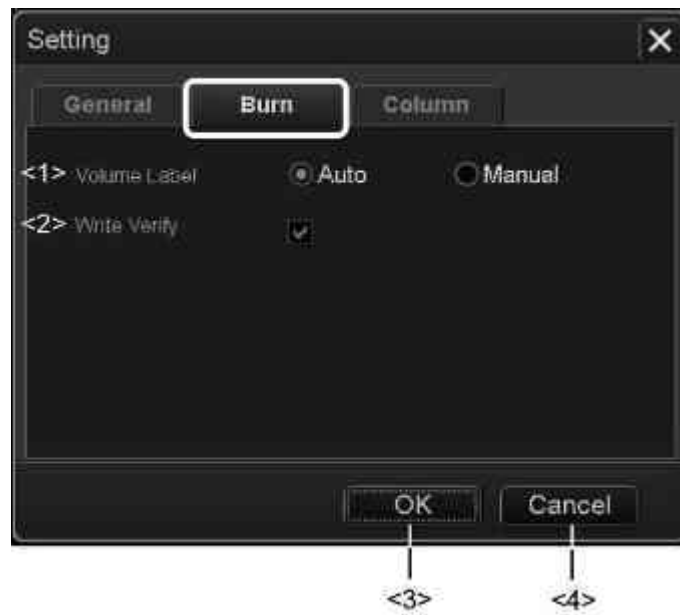 Setting
General Burn Column
<1> Volume Label Auto Manual
<2> Write Verify
OK Cancel
<3> <4>